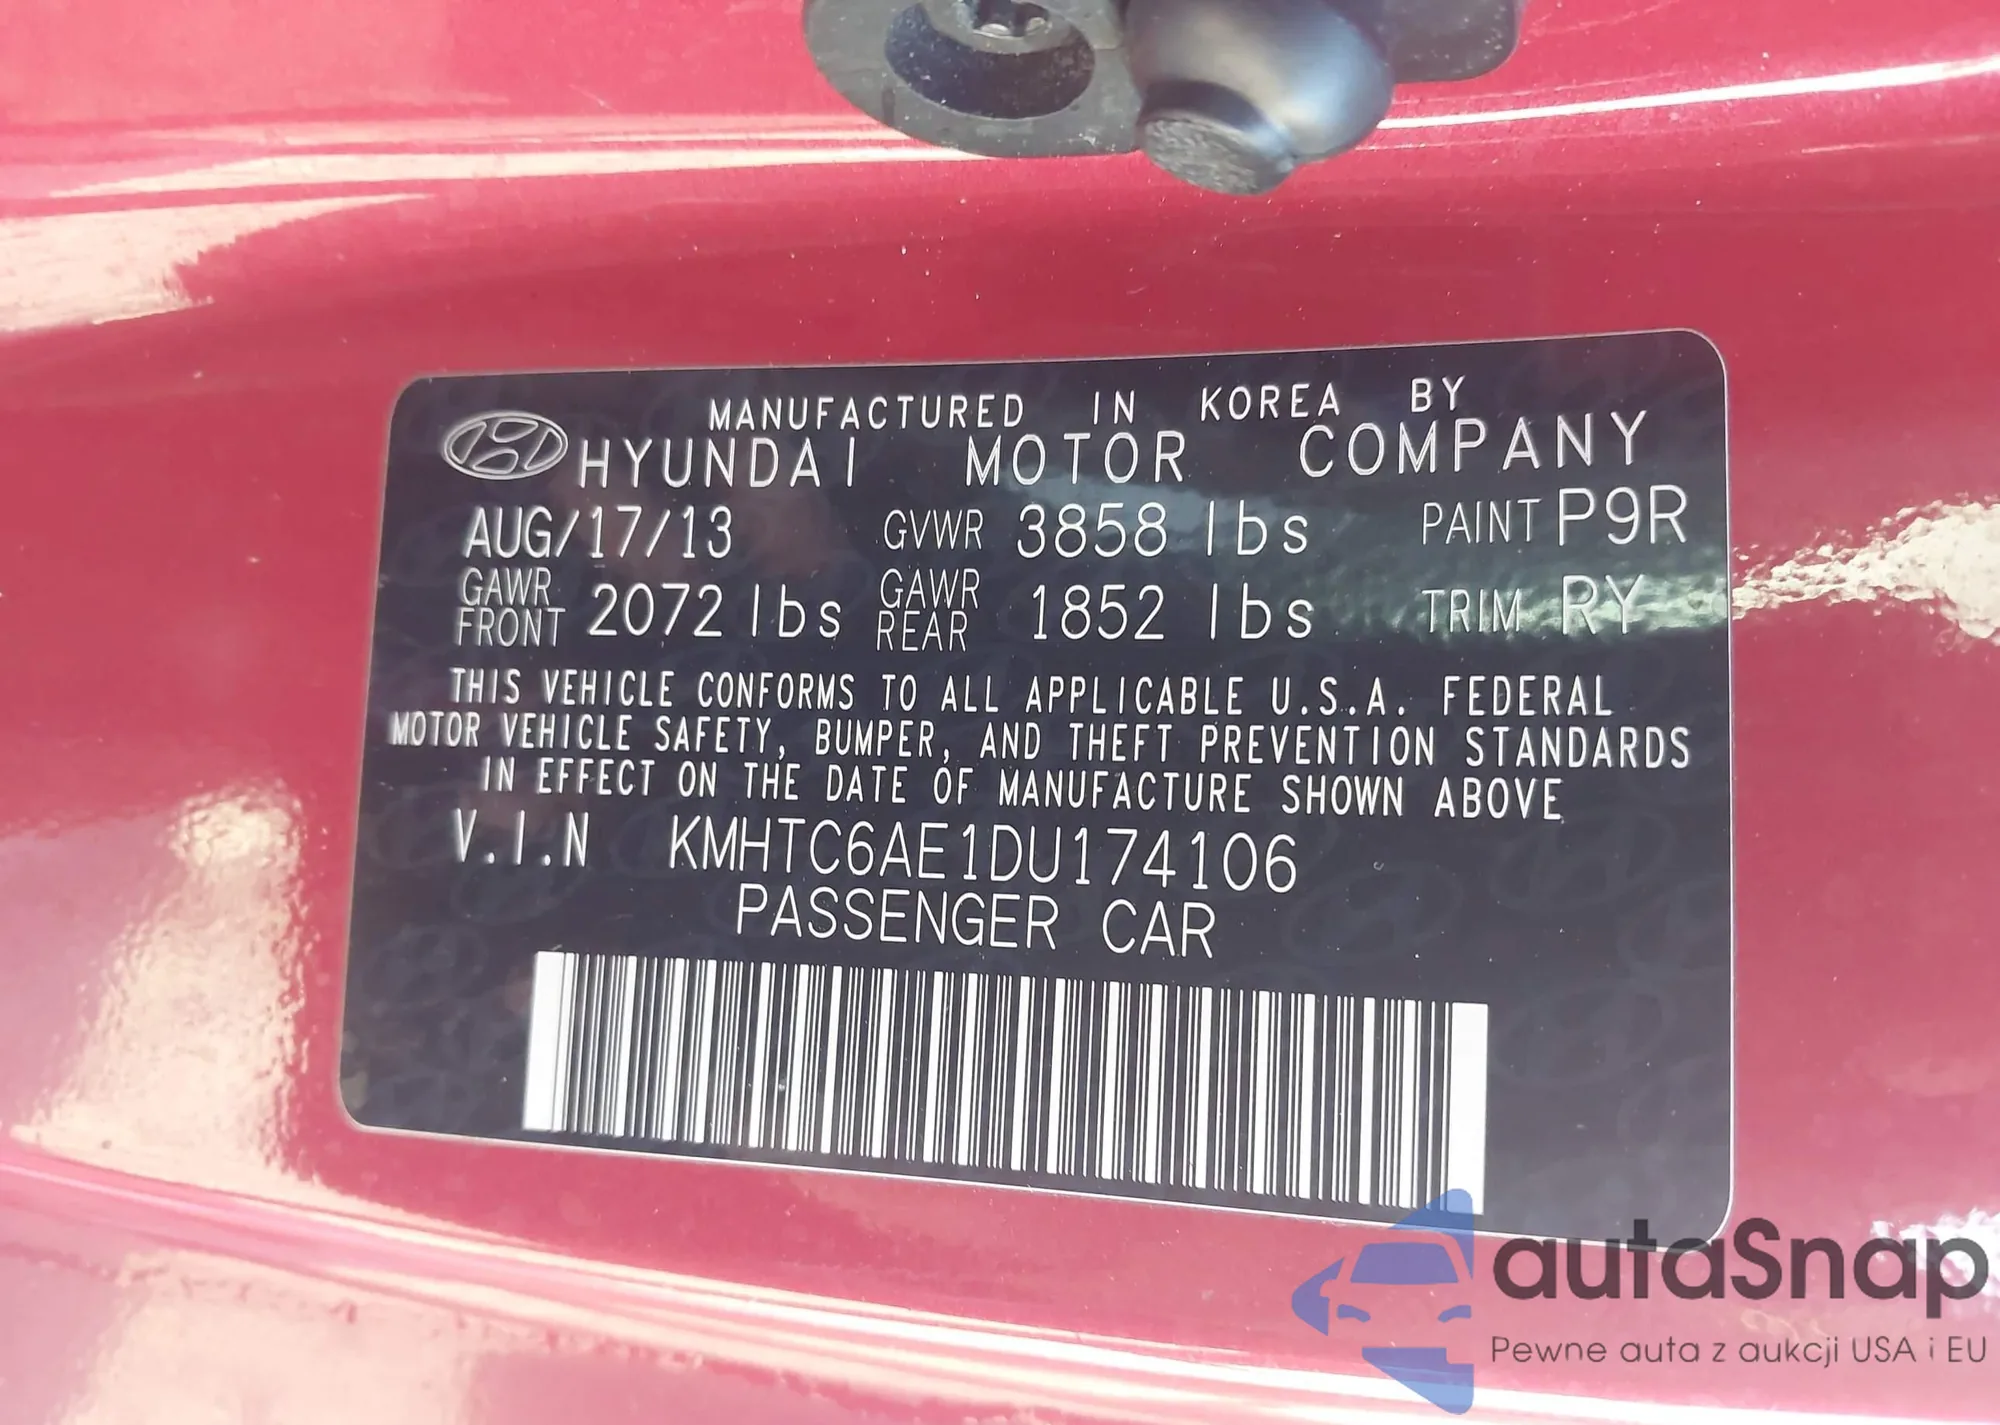 MANUFACTURED IN KOREA BY
HYUNDAI MOTOR COMPANY
AUG/17/13 GVWR 3858 lbs PAINT P9R
GAWR FRONT 2072 lbs GAWR REAR 1852 lbs TRIM RY
THIS VEHICLE CONFORMS TO ALL APPLICABLE U.S.A. FEDERAL
MOTOR VEHICLE SAFETY, BUMPER, AND THEFT PREVENTION STANDARDS
IN EFFECT ON THE DATE OF MANUFACTURE SHOWN ABOVE
V.I.N KMHTC6AE1DU174106
PASSENGER CAR
autaSnap
Pewne auta z aukcji USA i EU